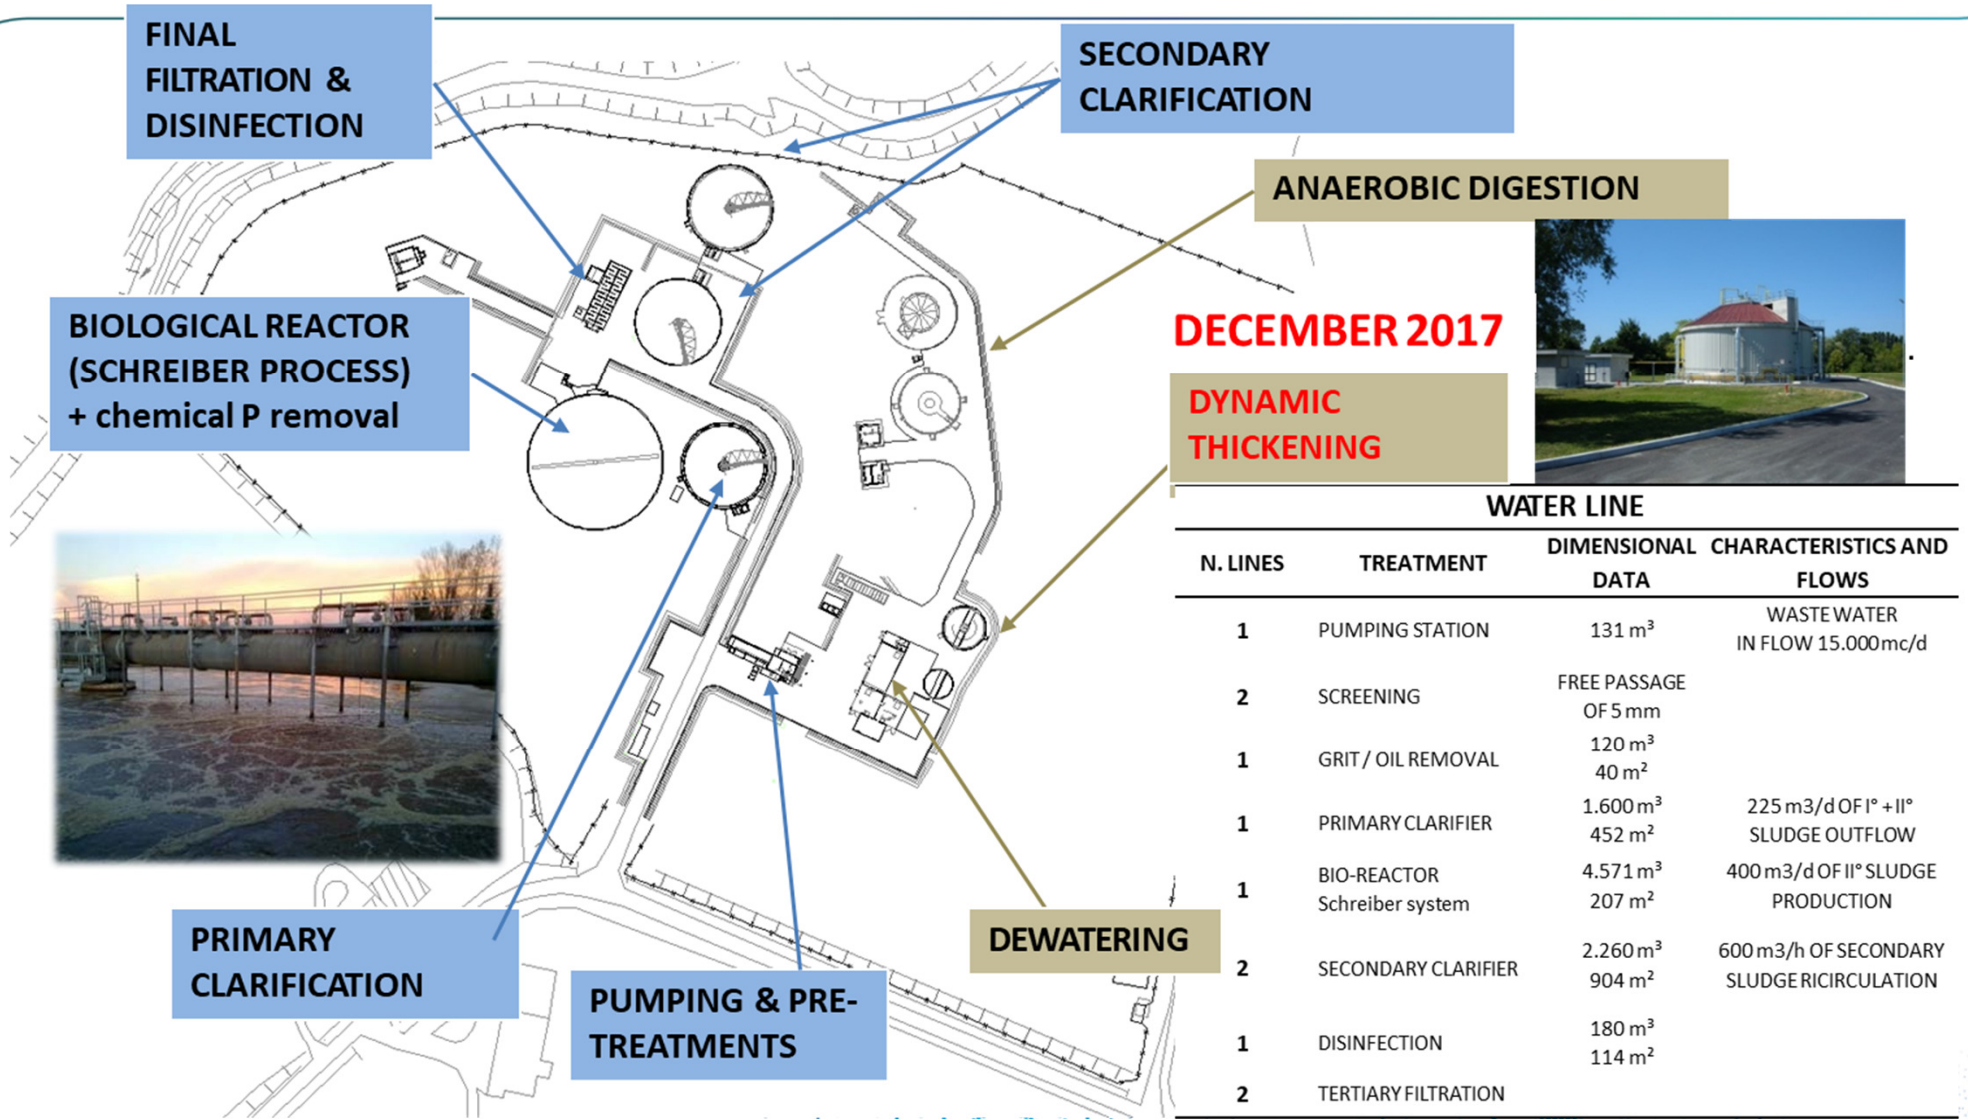 FINAL
FILTRATION &
DISINFECTION
SECONDARY
CLARIFICATION
ANAEROBIC DIGESTION
BIOLOGICAL REACTOR
(SCHREIBER PROCESS)
+ chemical P removal
DECEMBER 2017
DYNAMIC
THICKENING
PRIMARY
CLARIFICATION
PUMPING & PRE-
TREATMENTS
DEWATERING
WATER LINE
N. LINES TREATMENT DIMENSIONAL DATA CHARACTERISTICS AND FLOWS
1 PUMPING STATION 131 m³ WASTE WATER IN FLOW 15.000mc/d
2 SCREENING FREE PASSAGE OF 5 mm
1 GRIT / OIL REMOVAL 120 m³ 40 m²
1 PRIMARY CLARIFIER 1.600 m³ 452 m² 225 m3/d OF I° + II° SLUDGE OUTFLOW
1 BIO-REACTOR Schreiber system 4.571 m³ 207 m² 400 m3/d OF II° SLUDGE PRODUCTION
2 SECONDARY CLARIFIER 2.260 m³ 904 m² 600 m3/h OF SECONDARY SLUDGE RICIRCULATION
1 DISINFECTION 180 m³ 114 m²
2 TERTIARY FILTRATION